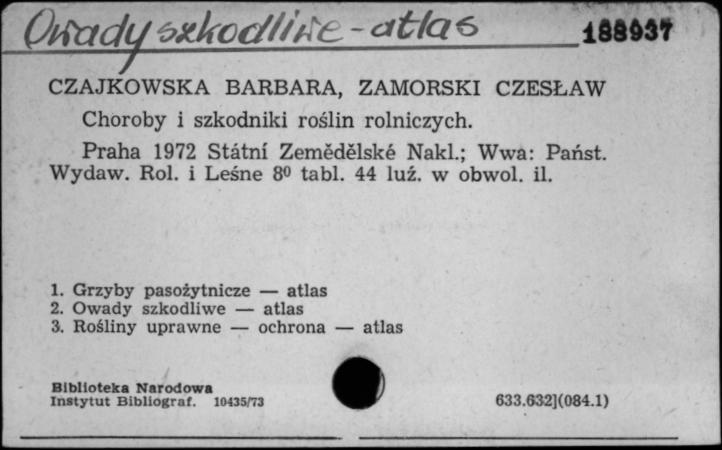 Owady szkodliwe - atlas
188937
CZAJKOWSKA BARBARA, ZAMORSKI CZESŁAW
Choroby i szkodniki roślin rolniczych.
Praha 1972 Státní Zemědělské Nakl.; Wwa: Państ.
Wydaw. Rol. i Leśne 8º tabl. 44 luź. w obwol. il.
1. Grzyby pasożytnicze — atlas
2. Owady szkodliwe — atlas
3. Rośliny uprawne — ochrona — atlas
Biblioteka Narodowa
Instytut Bibliograf. 10435/73
633.632](084.1)